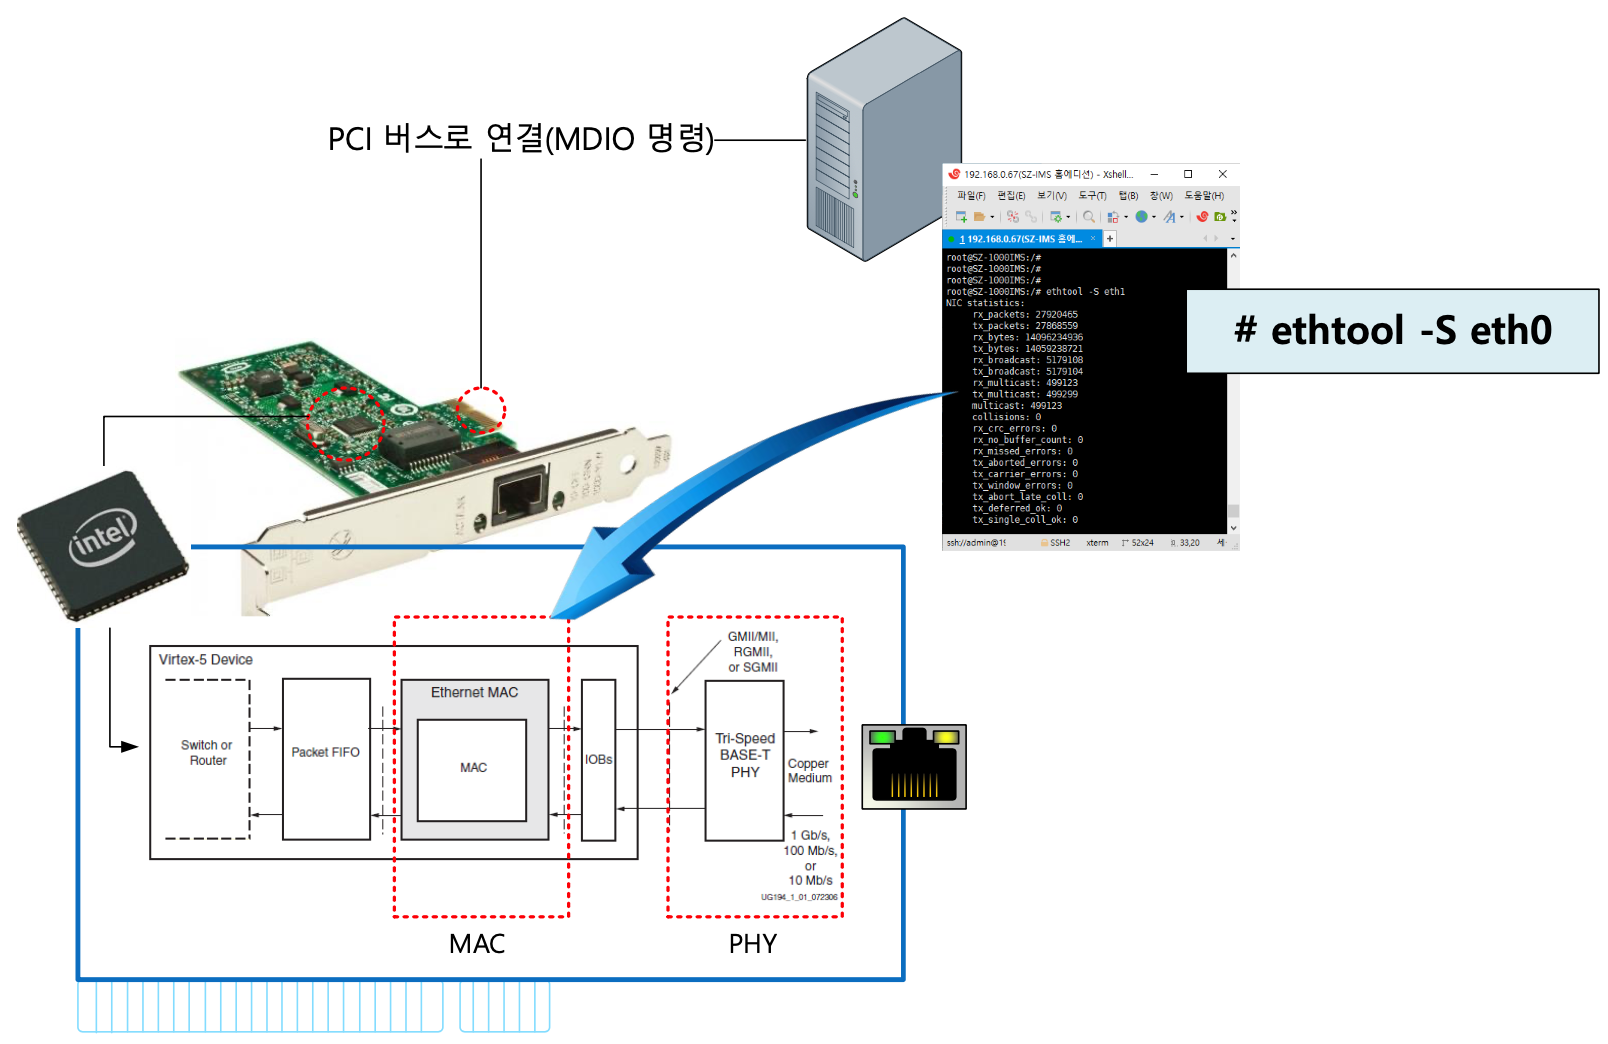 PCI 버스로 연결(MDIO 명령)
192.168.0.67(SZ-IMS 홈에디션) - Xshell...
파일(F) 편집(E) 보기(V) 도구(T) 탭(B) 창(W) 도움말(H)
1 192.168.0.67(SZ-IMS 홈에...
root@SZ-1000IMS:/#
root@SZ-1000IMS:/#
root@SZ-1000IMS:/#
root@SZ-1000IMS:/# ethtool -S eth1
NIC statistics:
rx_packets: 27920465
tx_packets: 27868559
rx_bytes: 14096234936
tx_bytes: 14059238721
rx_broadcast: 5179108
tx_broadcast: 5179104
rx_multicast: 499123
tx_multicast: 499299
multicast: 499123
collisions: 0
rx_crc_errors: 0
rx_no_buffer_count: 0
rx_missed_errors: 0
tx_aborted_errors: 0
tx_carrier_errors: 0
tx_window_errors: 0
tx_abort_late_coll: 0
tx_deferred_ok: 0
tx_single_coll_ok: 0
ssh://admin@19 SSH2 xterm 52x24 33,20 세
# ethtool -S eth0
intel
ACT/LNK
Virtex-5 Device
Switch or
Router
Packet FIFO
Ethernet MAC
MAC
IOBs
GMII/MII,
RGMII,
or SGMII
Tri-Speed
BASE-T
PHY
Copper
Medium
1 Gb/s,
100 Mb/s,
or
10 Mb/s
UG194_1_01_072306
MAC
PHY